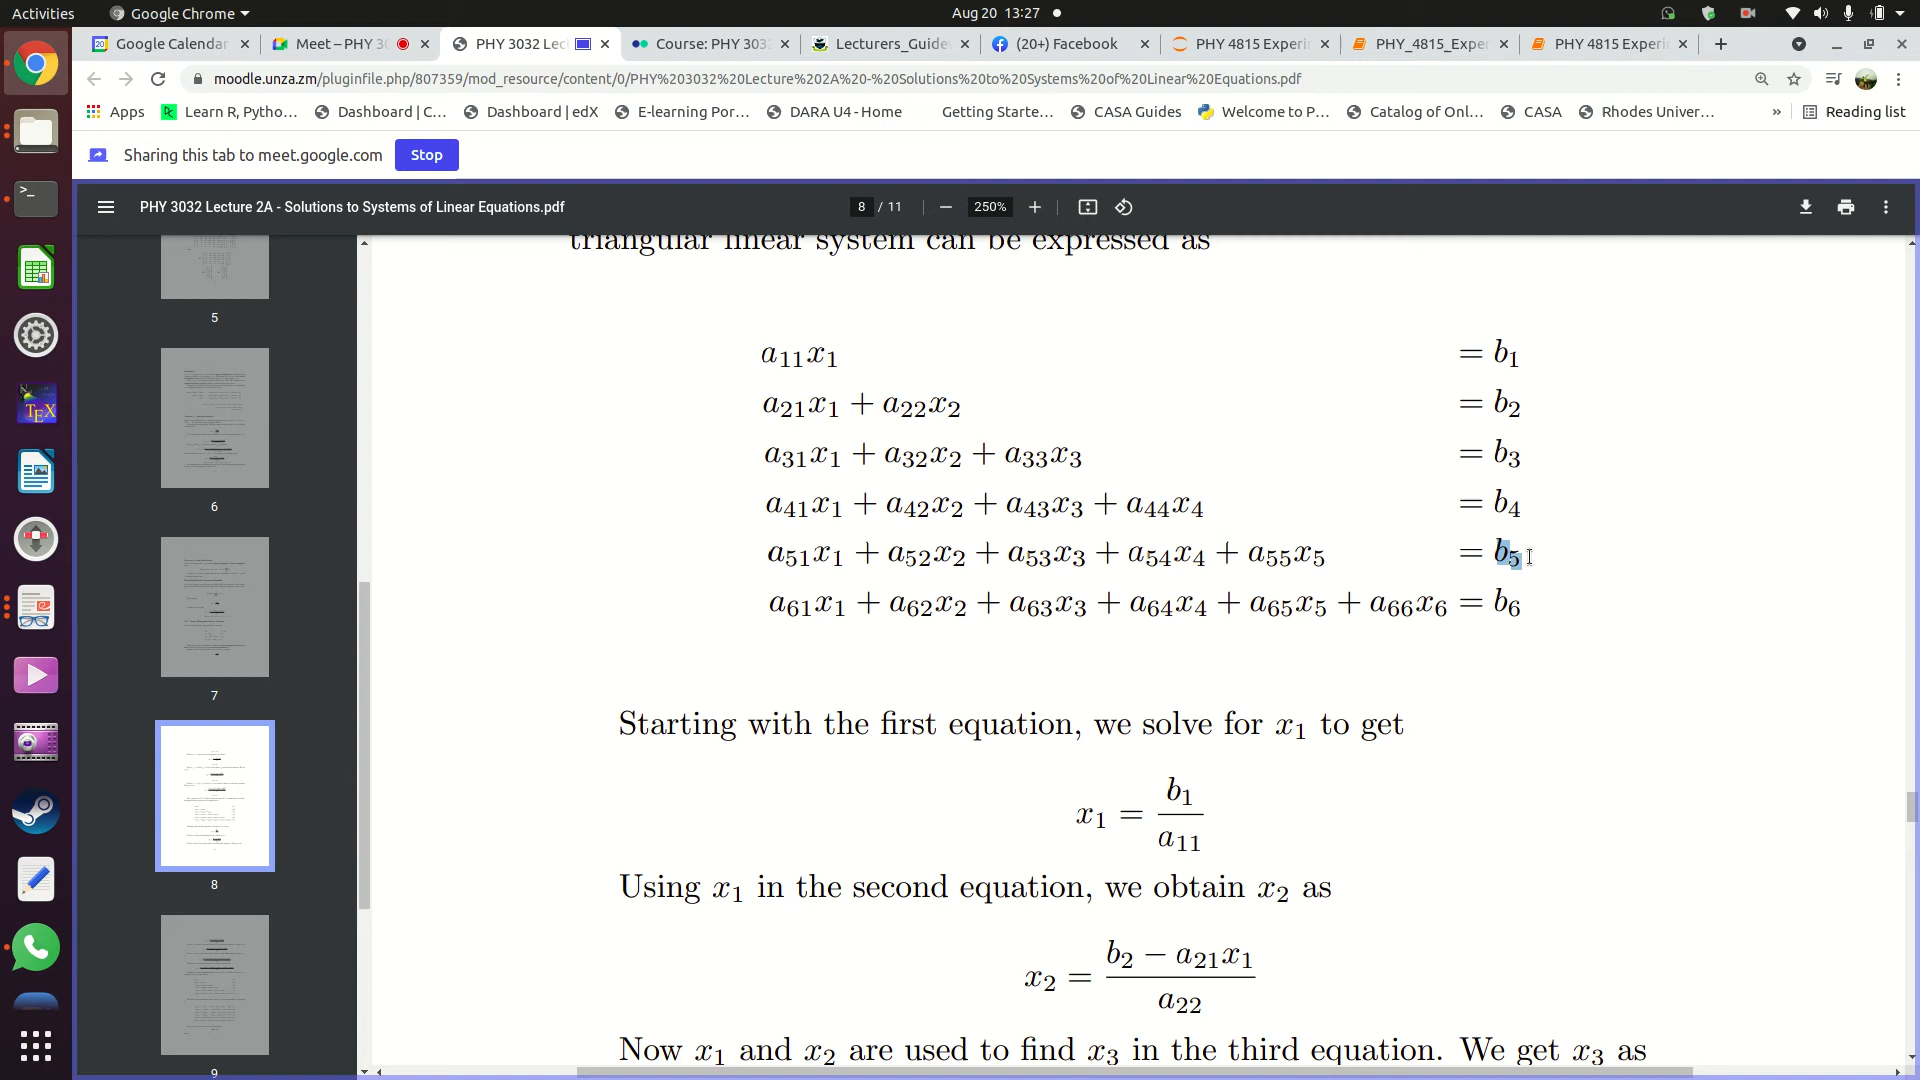 Activities
Google Chrome
Aug 20 13:27
Google Calendar
Meet – PHY 30
PHY 3032 Lec
Course: PHY 303
Lecturers_Guide
(20+) Facebook
PHY 4815 Experi
PHY_4815_Expe
PHY 4815 Experi
moodle.unza.zm/pluginfile.php/807359/mod_resource/content/0/PHY%203032%20Lecture%202A%20-%20Solutions%20to%20Systems%20of%20Linear%20Equations.pdf
Apps
Learn R, Pytho...
Dashboard | C...
Dashboard | edX
E-learning Por...
DARA U4 - Home
Getting Starte...
CASA Guides
Welcome to P...
Catalog of Onl...
CASA
Rhodes Univer...
»
Reading list
Sharing this tab to meet.google.com
Stop
PHY 3032 Lecture 2A - Solutions to Systems of Linear Equations.pdf
8 / 11
250%
5
6
7
8
9
triangular linear system can be expressed as
a₁₁x₁ = b₁
a₂₁x₁ + a₂₂x₂ = b₂
a₃₁x₁ + a₃₂x₂ + a₃₃x₃ = b₃
a₄₁x₁ + a₄₂x₂ + a₄₃x₃ + a₄₄x₄ = b₄
a₅₁x₁ + a₅₂x₂ + a₅₃x₃ + a₅₄x₄ + a₅₅x₅ = b₅
a₆₁x₁ + a₆₂x₂ + a₆₃x₃ + a₆₄x₄ + a₆₅x₅ + a₆₆x₆ = b₆
Starting with the first equation, we solve for x₁ to get
x₁ = b₁ / a₁₁
Using x₁ in the second equation, we obtain x₂ as
x₂ = (b₂ − a₂₁x₁) / a₂₂
Now x₁ and x₂ are used to find x₃ in the third equation. We get x₃ as